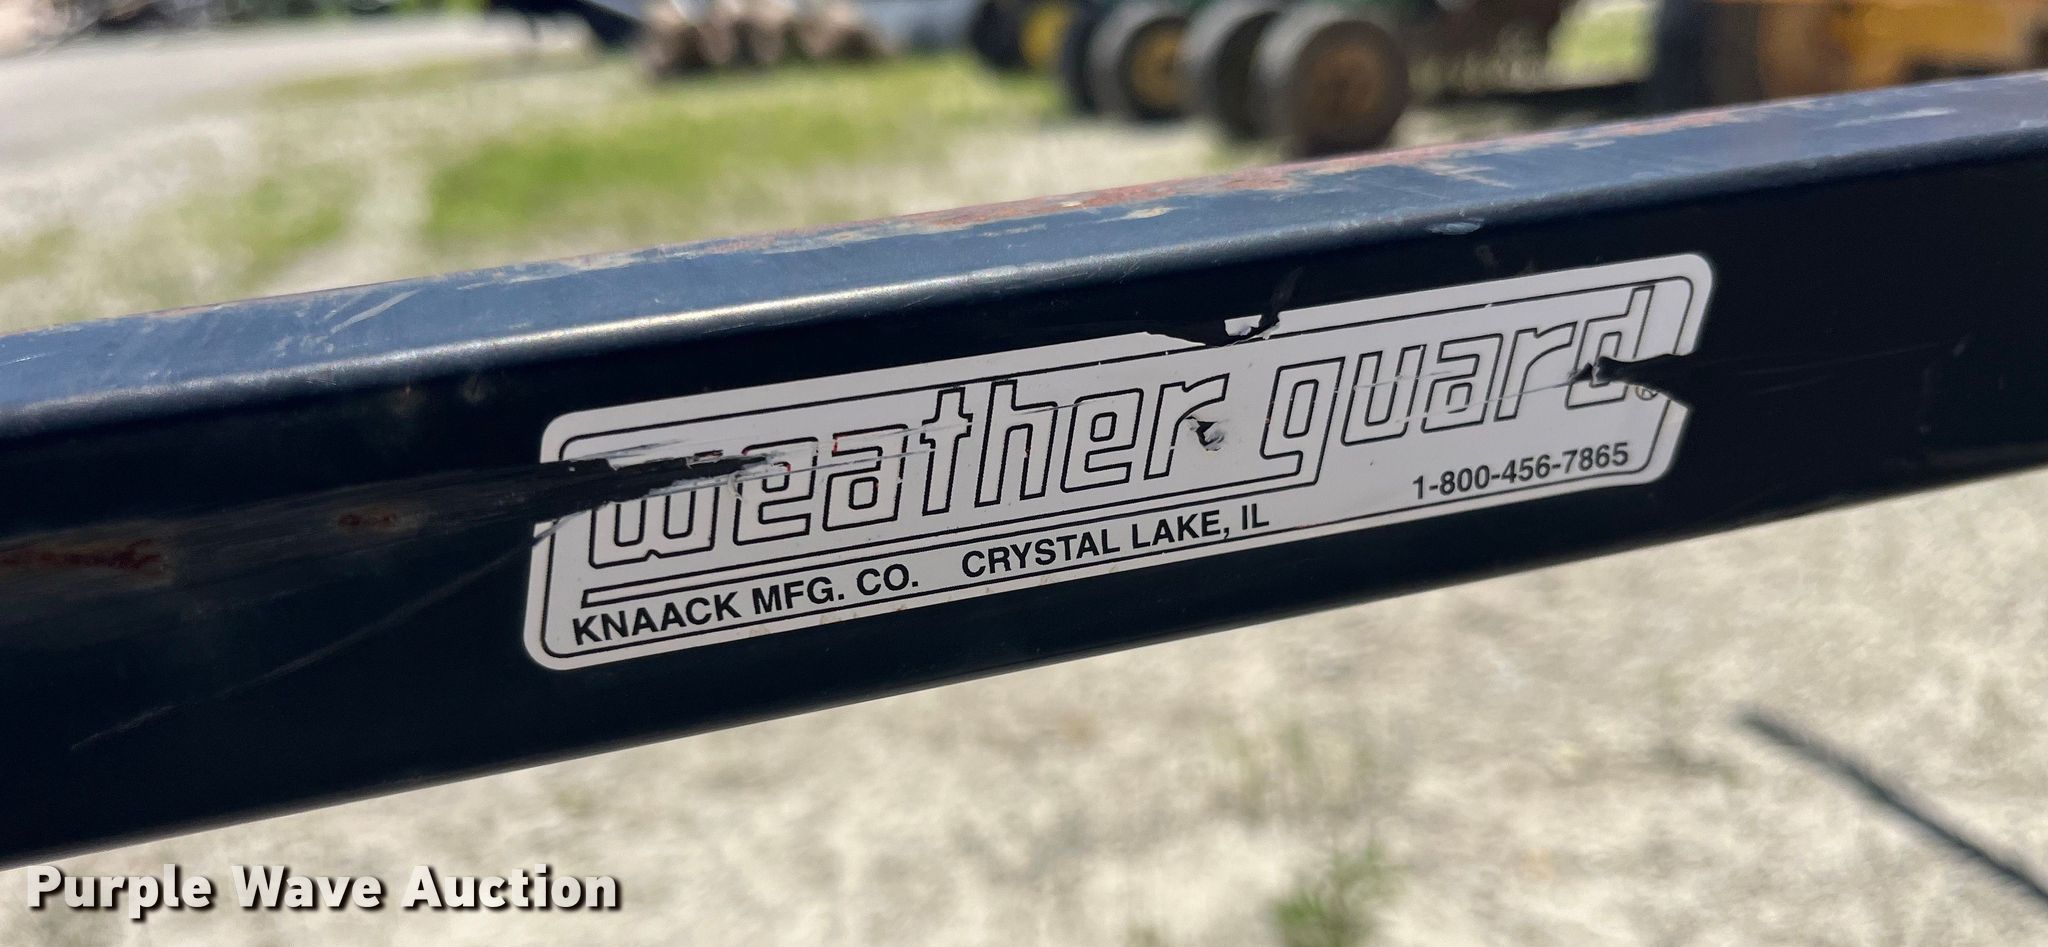 weather guard®
1-800-456-7865
KNAACK MFG. CO. CRYSTAL LAKE, IL
Purple Wave Auction